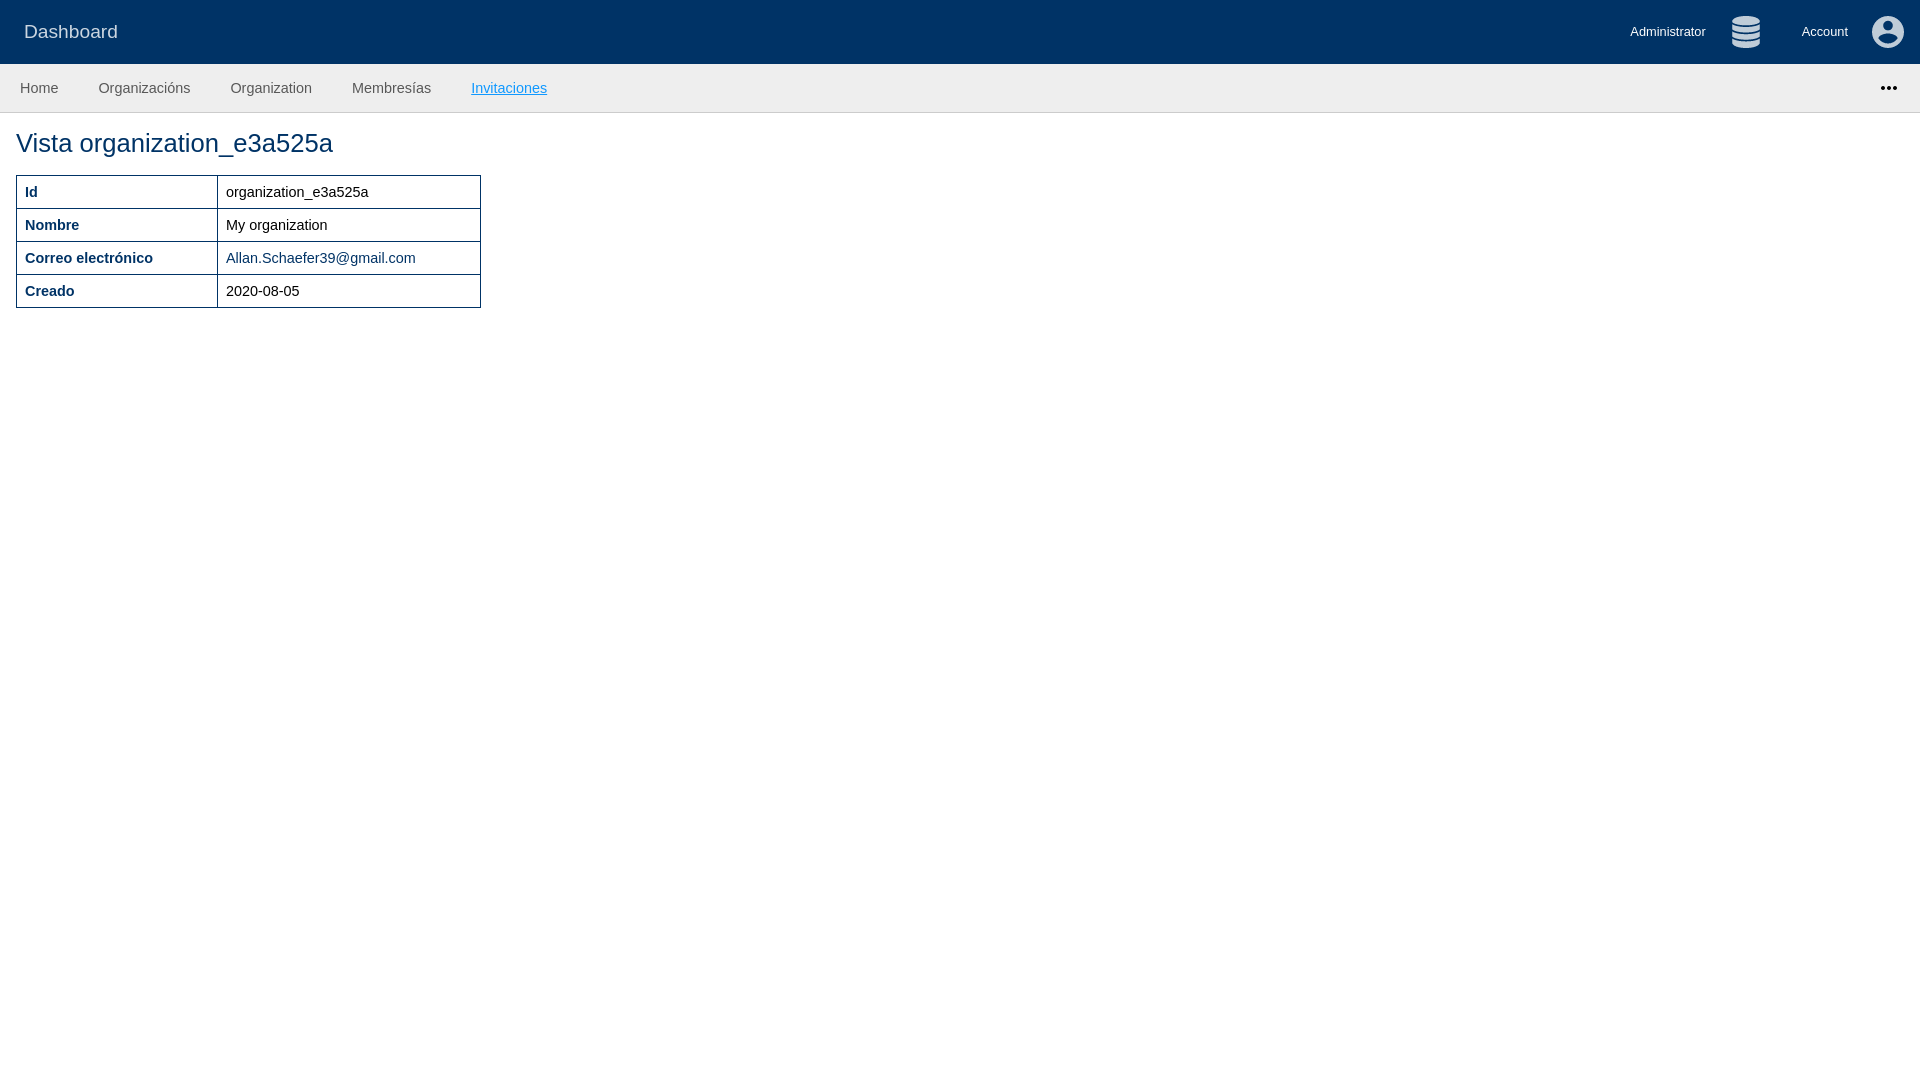 Dashboard
Administrator
Account
Home
Organizacións
Organization
Membresías
Invitaciones
Vista organization_e3a525a
Id
organization_e3a525a
Nombre
My organization
Correo electrónico
Allan.Schaefer39@gmail.com
Creado
2020-08-05